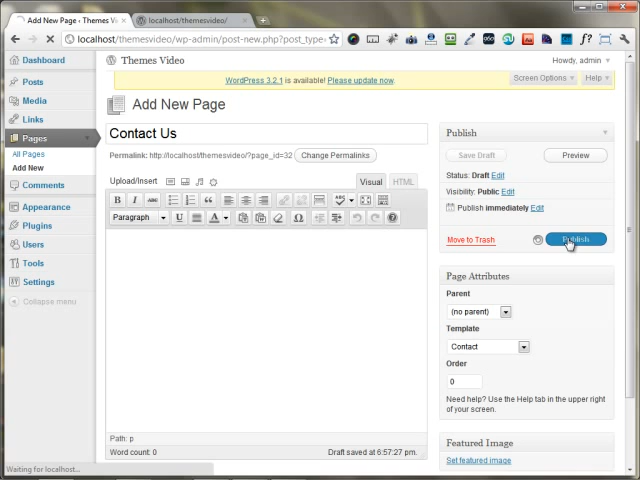 Add New Page ‹ Themes Vide
localhost/themesvideo/
localhost/themesvideo/wp-admin/post-new.php?post_type=
Themes Video
Howdy, admin
WordPress 3.2.1 is available! Please update now.
Screen Options
Help
Dashboard
Posts
Media
Links
Pages
All Pages
Add New
Comments
Appearance
Plugins
Users
Tools
Settings
Collapse menu
Add New Page
Contact Us
Permalink: http://localhost/themesvideo/?page_id=32 Change Permalinks
Upload/Insert
Visual
HTML
B I ABC
ABC
Paragraph
U
A
Path: p
Word count: 0
Draft saved at 6:57:27 pm.
Publish
Save Draft
Preview
Status: Draft Edit
Visibility: Public Edit
Publish immediately Edit
Move to Trash
Publish
Page Attributes
Parent
(no parent)
Template
Contact
Order
0
Need help? Use the Help tab in the upper right
of your screen.
Featured Image
Set featured image
Waiting for localhost...